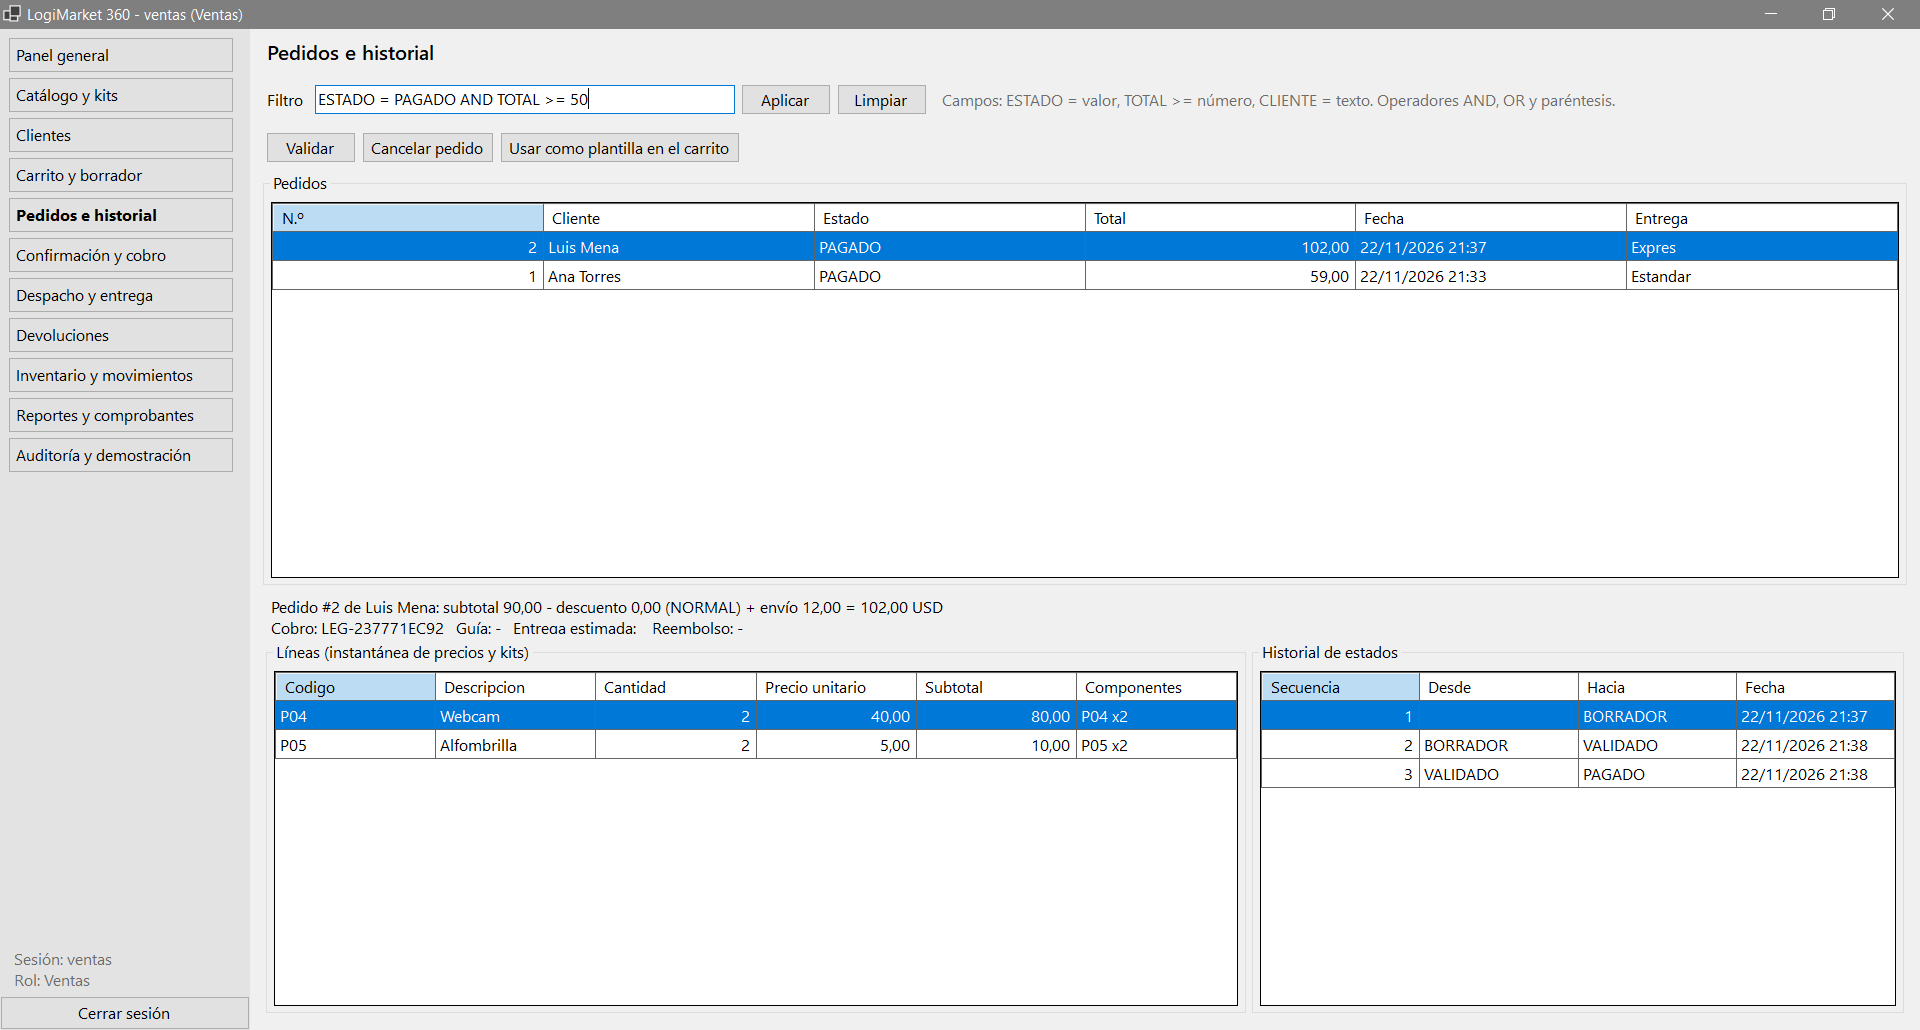 LogiMarket 360 - ventas (Ventas)
Panel general
Catálogo y kits
Clientes
Carrito y borrador
Pedidos e historial
Confirmación y cobro
Despacho y entrega
Devoluciones
Inventario y movimientos
Reportes y comprobantes
Auditoría y demostración
Sesión: ventas
Rol: Ventas
Cerrar sesión
Pedidos e historial
Filtro ESTADO = PAGADO AND TOTAL >= 50 Aplicar Limpiar Campos: ESTADO = valor, TOTAL >= número, CLIENTE = texto. Operadores AND, OR y paréntesis.
Validar Cancelar pedido Usar como plantilla en el carrito
Pedidos
N.º Cliente Estado Total Fecha Entrega
2 Luis Mena PAGADO 102,00 22/11/2026 21:37 Expres
1 Ana Torres PAGADO 59,00 22/11/2026 21:33 Estandar
Pedido #2 de Luis Mena: subtotal 90,00 - descuento 0,00 (NORMAL) + envío 12,00 = 102,00 USD
Cobro: LEG-237771EC92 Guía: - Entrega estimada: Reembolso: -
Líneas (instantánea de precios y kits)
Codigo Descripcion Cantidad Precio unitario Subtotal Componentes
P04 Webcam 2 40,00 80,00 P04 x2
P05 Alfombrilla 2 5,00 10,00 P05 x2
Historial de estados
Secuencia Desde Hacia Fecha
1 BORRADOR 22/11/2026 21:37
2 BORRADOR VALIDADO 22/11/2026 21:38
3 VALIDADO PAGADO 22/11/2026 21:38